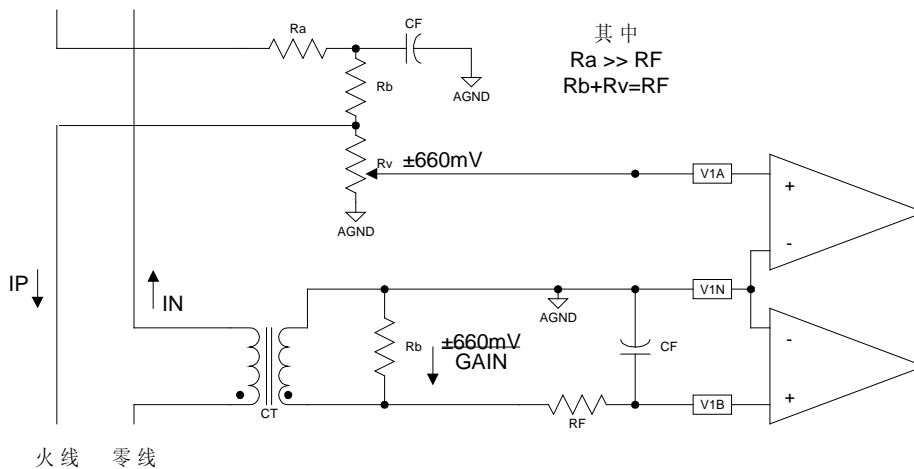 Ra
CF
其中
Ra >> RF
Rb+Rv=RF
Rb
AGND
Rv
±660mV
V1A
+
-
AGND
IP
IN
V1N
AGND
Rb
±660mV
GAIN
CF
-
+
CT
RF
V1B
火线
零线